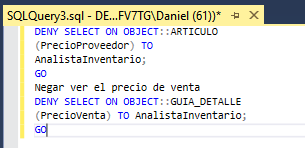 SQLQuery3.sql - DE...FV7TG\Daniel (61))*
DENY SELECT ON OBJECT::ARTICULO
(PrecioProveedor) TO
AnalistaInventario;
GO
Negar ver el precio de venta
DENY SELECT ON OBJECT::GUIA_DETALLE
(PrecioVenta) TO AnalistaInventario;
GO